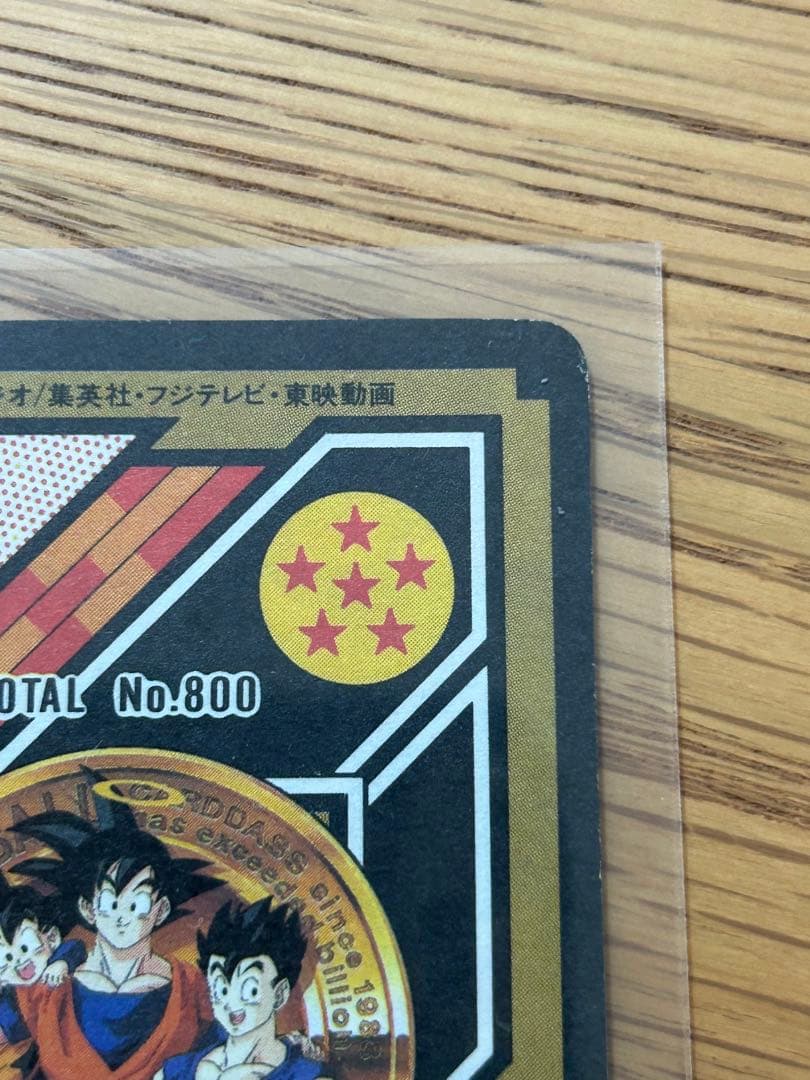 オ/集英社・フジテレビ・東映動画
OTAL No.800
CARDDASS since 1988
has exceeded billion